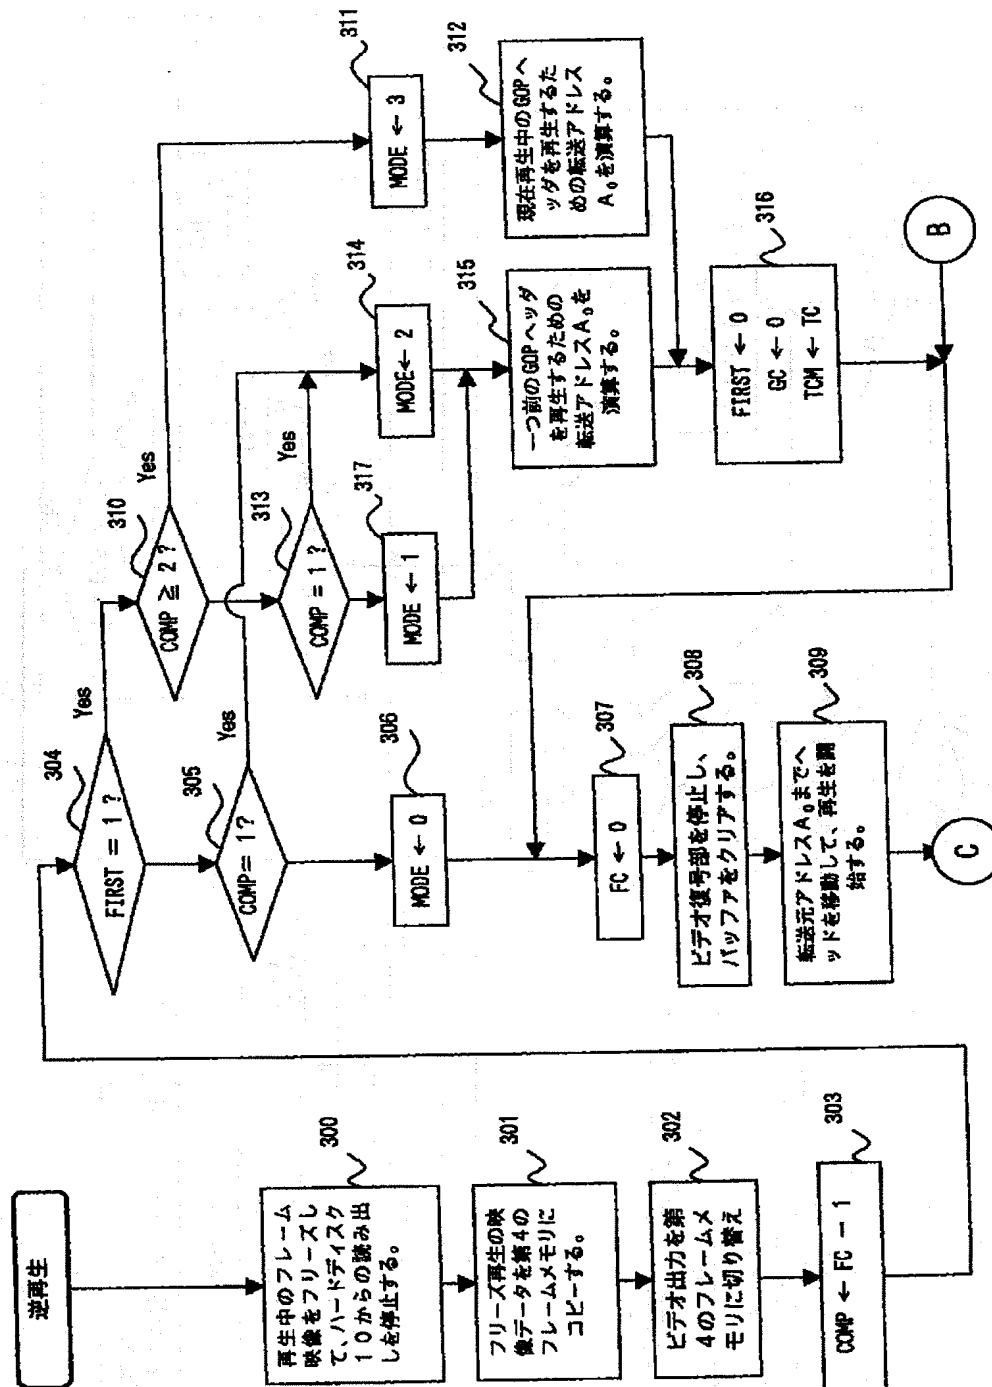 逆再生
300
再生中のフレーム
映像をフリーズし
て、ハードディスク
10からの読み出
しを停止する。
301
フリーズ再生の映
像データを第4の
フレームメモリに
コピーする。
302
ビデオ出力を第
4のフレームメ
モリに切り替え
303
COMP ← FC − 1
304
FIRST = 1 ?
Yes
305
COMP= 1?
Yes
306
MODE ← 0
307
FC ← 0
308
ビデオ復号部を停止し、
バッファをクリアする。
309
転送元アドレスA₀までヘ
ッドを移動して、再生を開
始する。
C
310
COMP ≧ 2 ?
Yes
313
COMP = 1 ?
Yes
317
MODE ← 1
314
MODE← 2
315
一つ前のGOPヘッダ
を再生するための
転送アドレスA₀を
演算する。
311
MODE ← 3
312
現在再生中のGOPヘ
ッダを再生するた
めの転送アドレス
A₀を演算する。
316
FIRST ← 0
GC ← 0
TCM ← TC
B